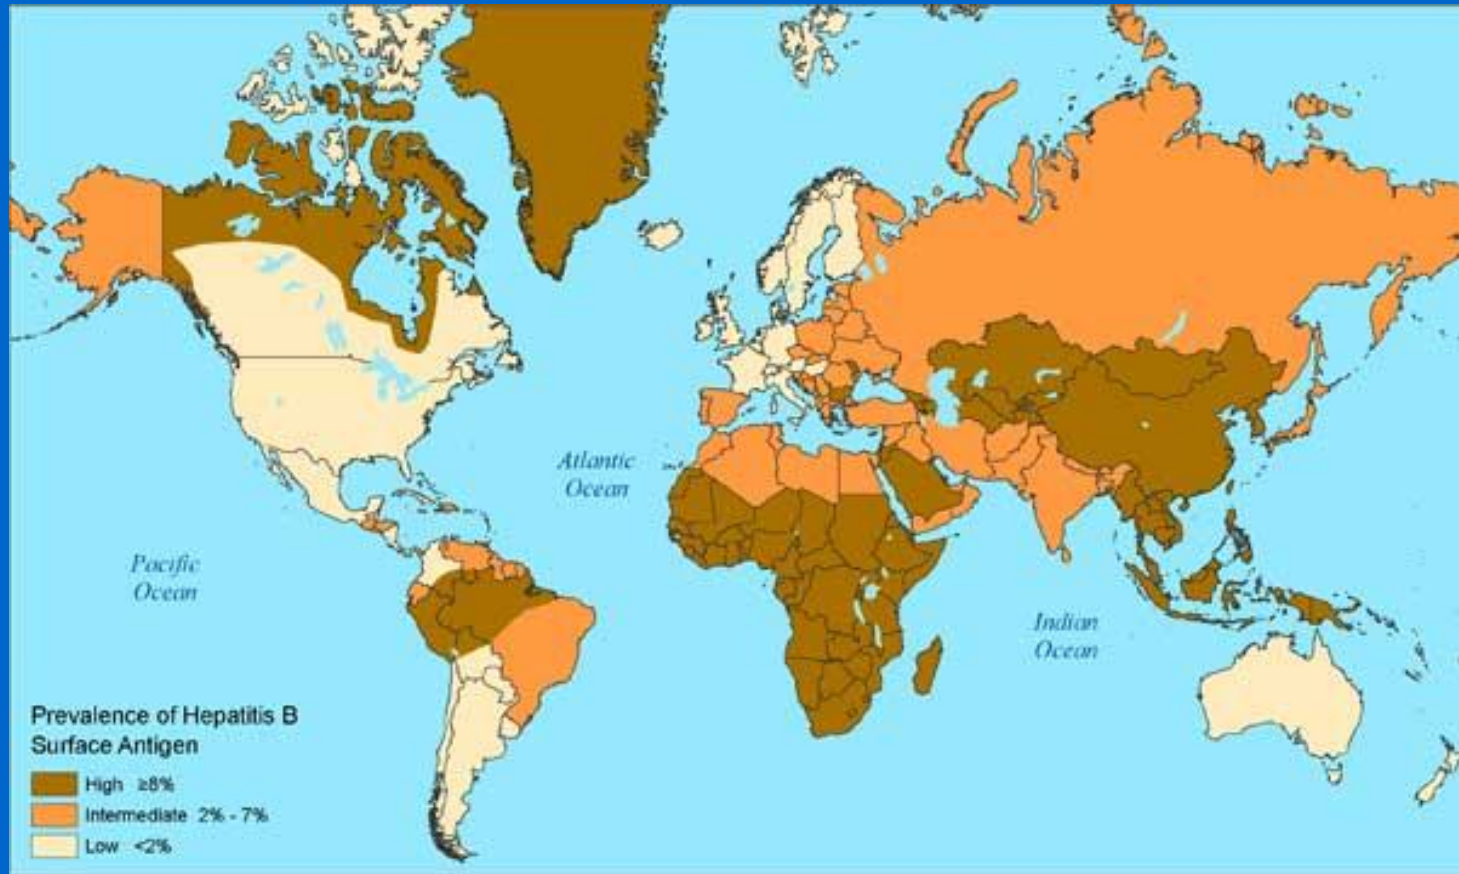 Atlantic
Ocean
Pacific
Ocean
Indian
Ocean
Prevalence of Hepatitis B
Surface Antigen
High ≥8%
Intermediate 2% - 7%
Low <2%